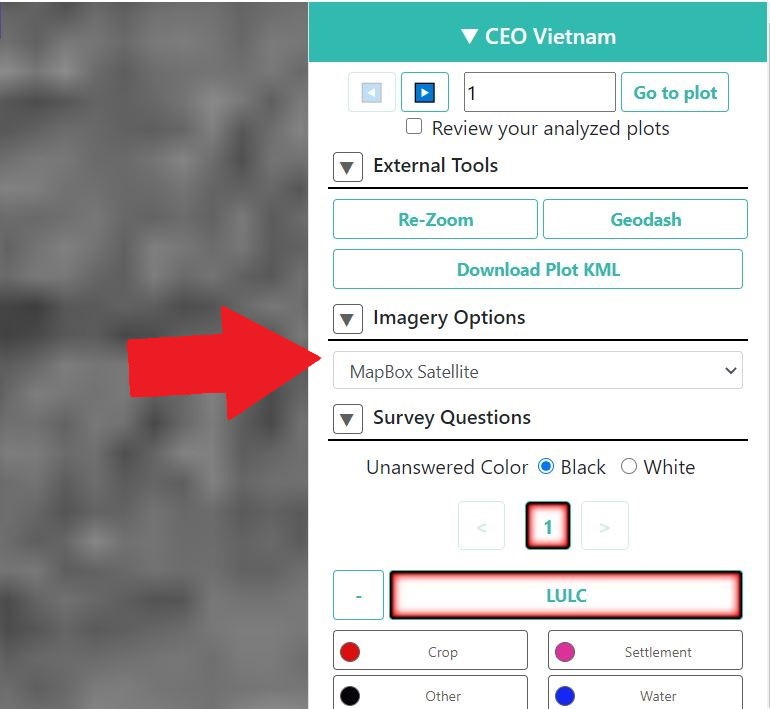 ▼ CEO Vietnam
1 Go to plot
Review your analyzed plots
External Tools
Re-Zoom Geodash
Download Plot KML
Imagery Options
MapBox Satellite
Survey Questions
Unanswered Color Black White
< 1 >
- LULC
Crop Settlement
Other Water